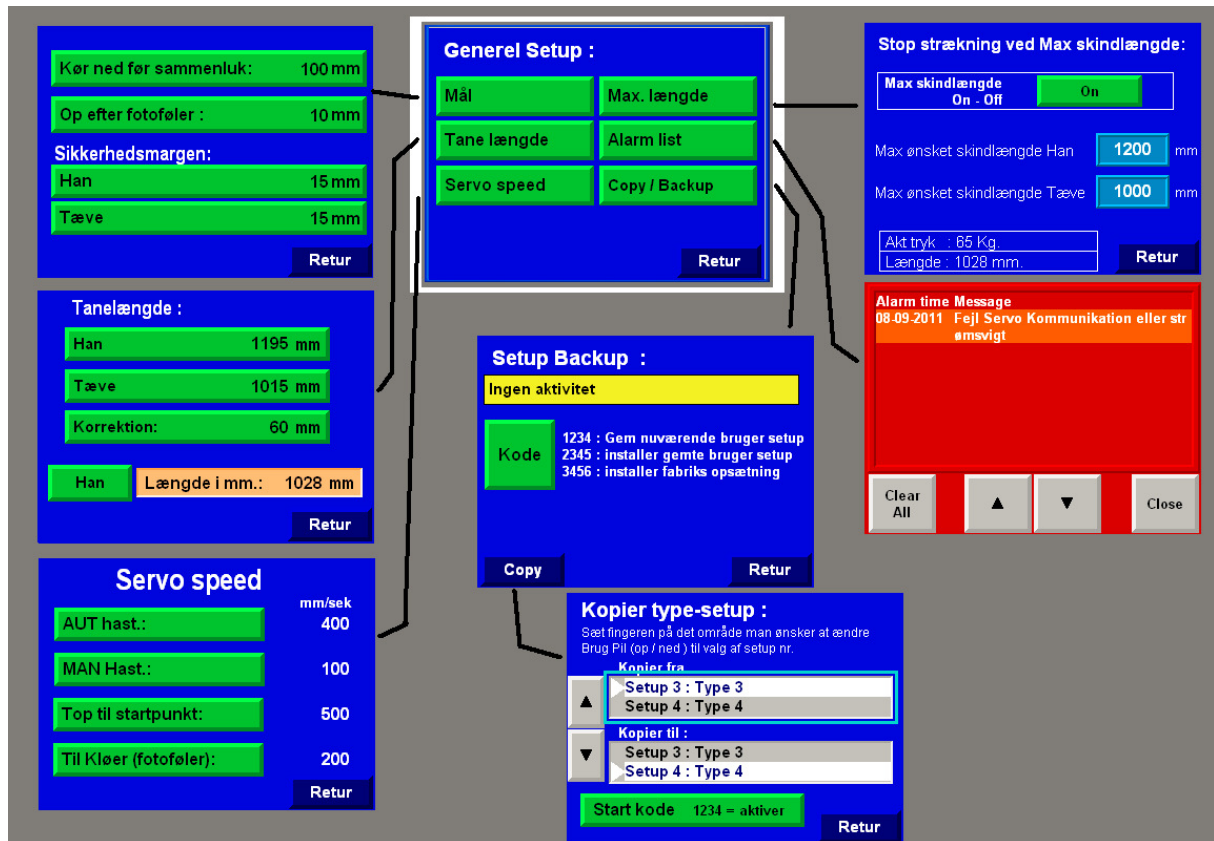 Kør ned før sammenluk: 100 mm
Op efter fotoføler : 10 mm
Sikkerhedsmargen:
Han 15 mm
Tæve 15 mm
Retur
Generel Setup :
Mål Max. længde
Tane længde Alarm list
Servo speed Copy / Backup
Retur
Stop strækning ved Max skindlængde:
Max skindlængde
On - Off
On
Max ønsket skindlængde Han 1200 mm
Max ønsket skindlængde Tæve 1000 mm
Akt tryk : 65 Kg.
Længde : 1028 mm.
Retur
Tanelængde :
Han 1195 mm
Tæve 1015 mm
Korrektion: 60 mm
Han Længde i mm.: 1028 mm
Retur
Setup Backup :
Ingen aktivitet
Kode
1234 : Gem nuværende bruger setup
2345 : installer gemte bruger setup
3456 : installer fabriks opsætning
Copy Retur
Alarm time Message
08-09-2011 Fejl Servo Kommunikation eller str
ømsvigt
Clear
All
▲ ▼
Close
Servo speed
mm/sek
AUT hast.: 400
MAN Hast.: 100
Top til startpunkt: 500
Til Kløer (fotoføler): 200
Retur
Kopier type-setup :
Sæt fingeren på det område man ønsker at ændre
Brug Pil (op / ned ) til valg af setup nr.
Kopier fra
▲
Setup 3 : Type 3
Setup 4 : Type 4
Kopier til :
▼
Setup 3 : Type 3
Setup 4 : Type 4
Start kode 1234 = aktiver
Retur